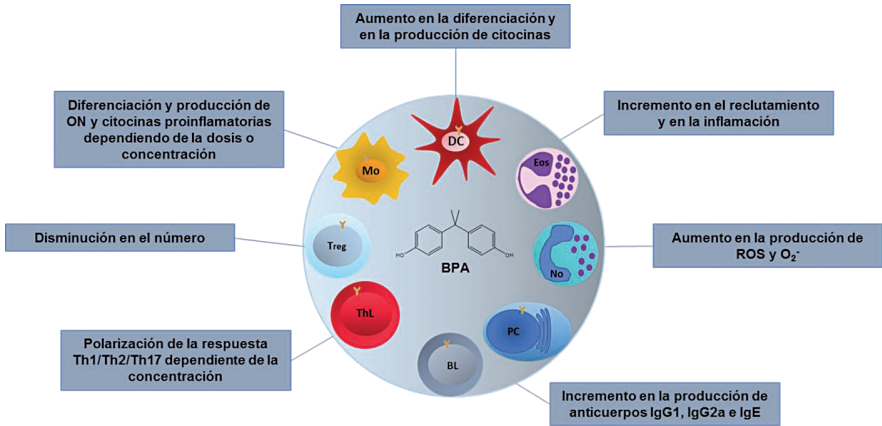 Aumento en la diferenciación y
en la producción de citocinas
Diferenciación y producción de
ON y citocinas proinflamatorias
dependiendo de la dosis o
concentración
Incremento en el reclutamiento
y en la inflamación
DC
Mo
Eos
Disminución en el número
Treg
HO
OH
BPA
No
Aumento en la producción de
ROS y O₂⁻
ThL
PC
BL
Polarización de la respuesta
Th1/Th2/Th17 dependiente de la
concentración
Incremento en la producción de
anticuerpos IgG1, IgG2a e IgE